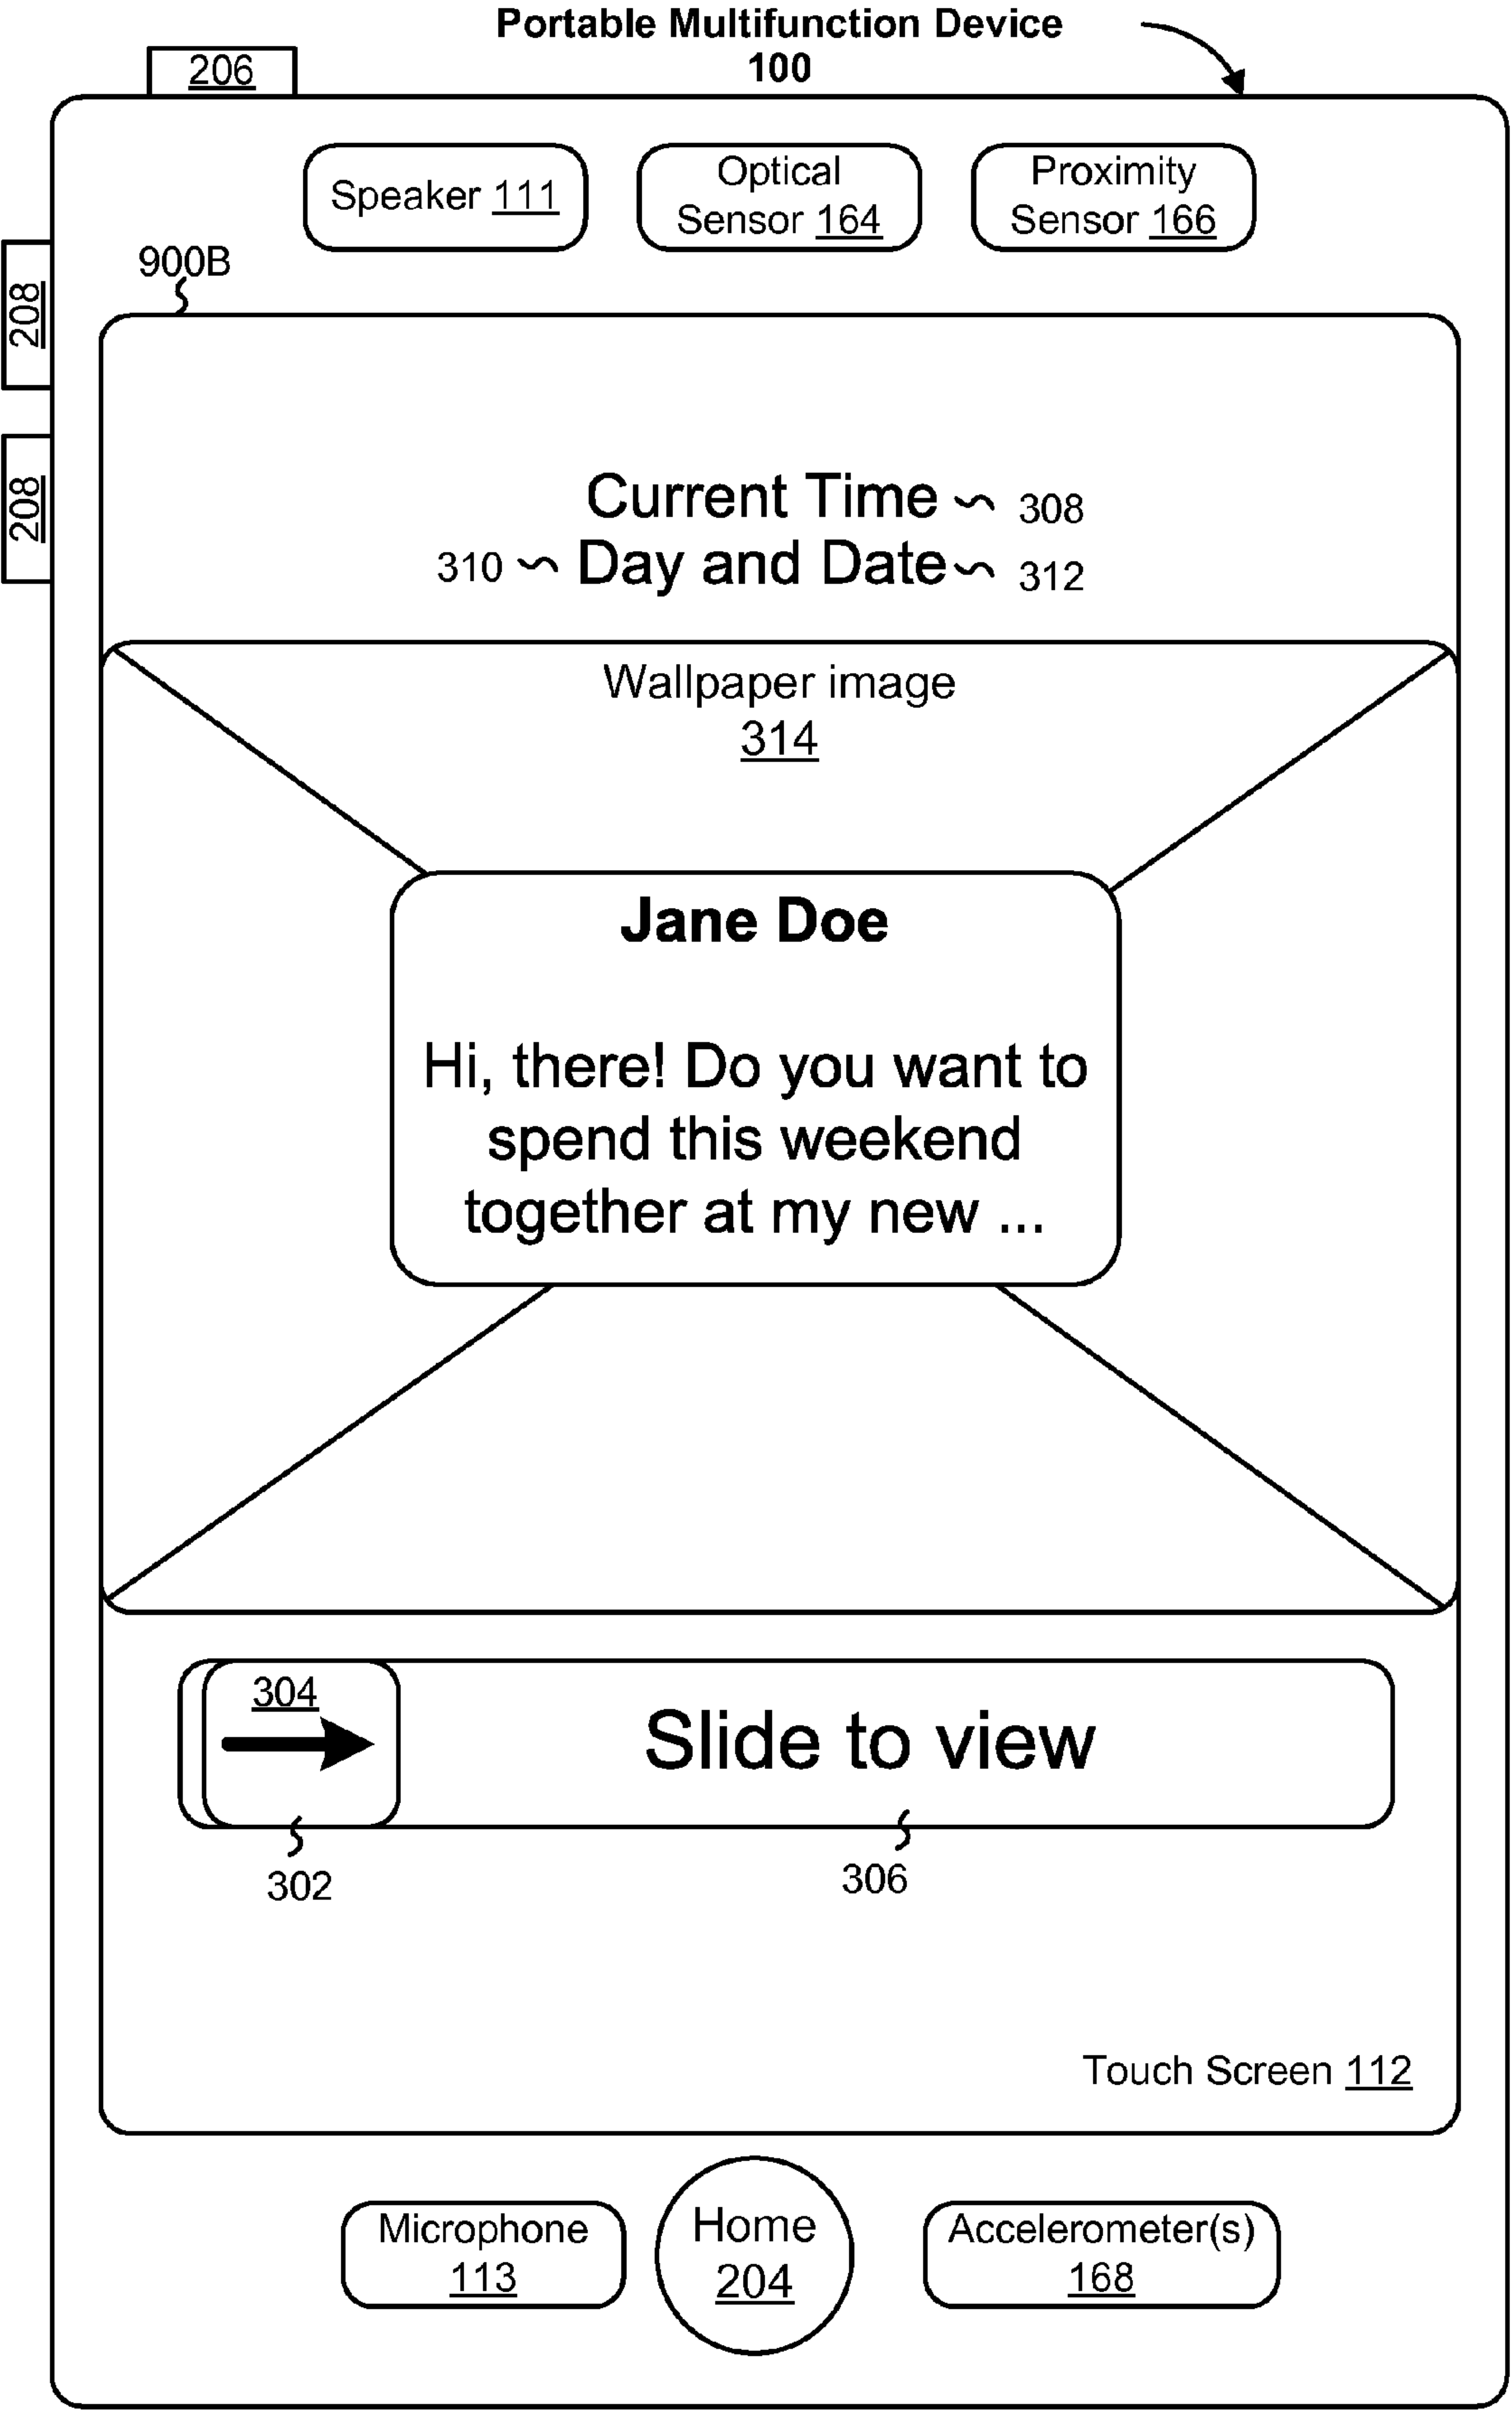 Portable Multifunction Device
100
206
Speaker 111
Optical
Sensor 164
Proximity
Sensor 166
900B
208
208
Current Time 308
310 Day and Date 312
Wallpaper image
314
Jane Doe
Hi, there! Do you want to
spend this weekend
together at my new ...
304
Slide to view
302
306
Touch Screen 112
Microphone
113
Home
204
Accelerometer(s)
168